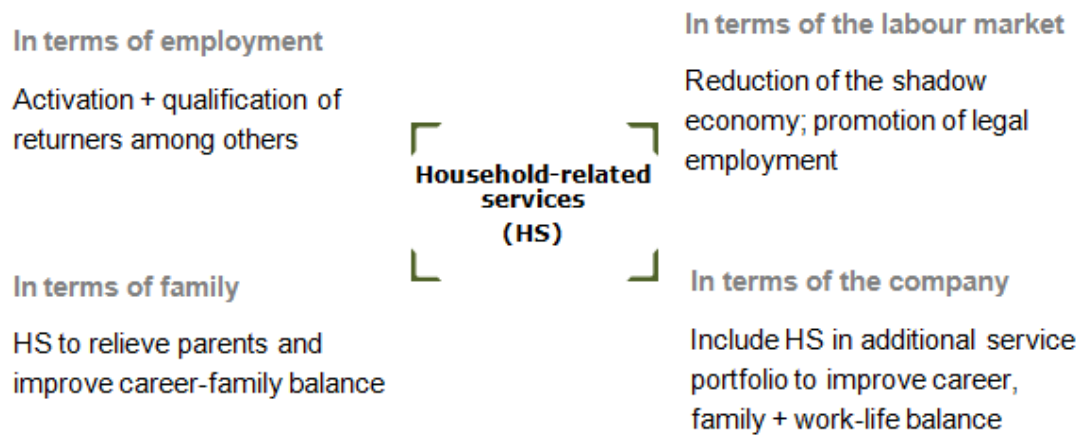 In terms of employment
Activation + qualification of
returners among others
In terms of the labour market
Reduction of the shadow
economy; promotion of legal
employment
Household-related
services
(HS)
In terms of family
HS to relieve parents and
improve career-family balance
In terms of the company
Include HS in additional service
portfolio to improve career,
family + work-life balance